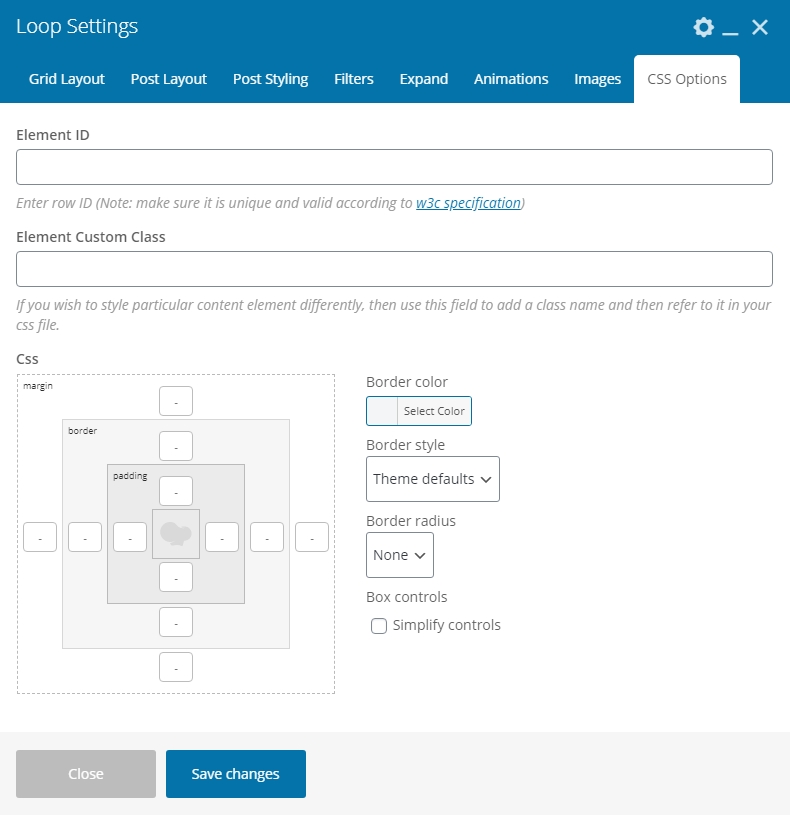 Loop Settings
Grid Layout Post Layout Post Styling Filters Expand Animations Images CSS Options
Element ID
Enter row ID (Note: make sure it is unique and valid according to w3c specification)
Element Custom Class
If you wish to style particular content element differently, then use this field to add a class name and then refer to it in your
css file.
Css
margin
-
border
-
padding
-
- - - - - -
-
-
-
Border color
Select Color
Border style
Theme defaults
Border radius
None
Box controls
Simplify controls
Close Save changes